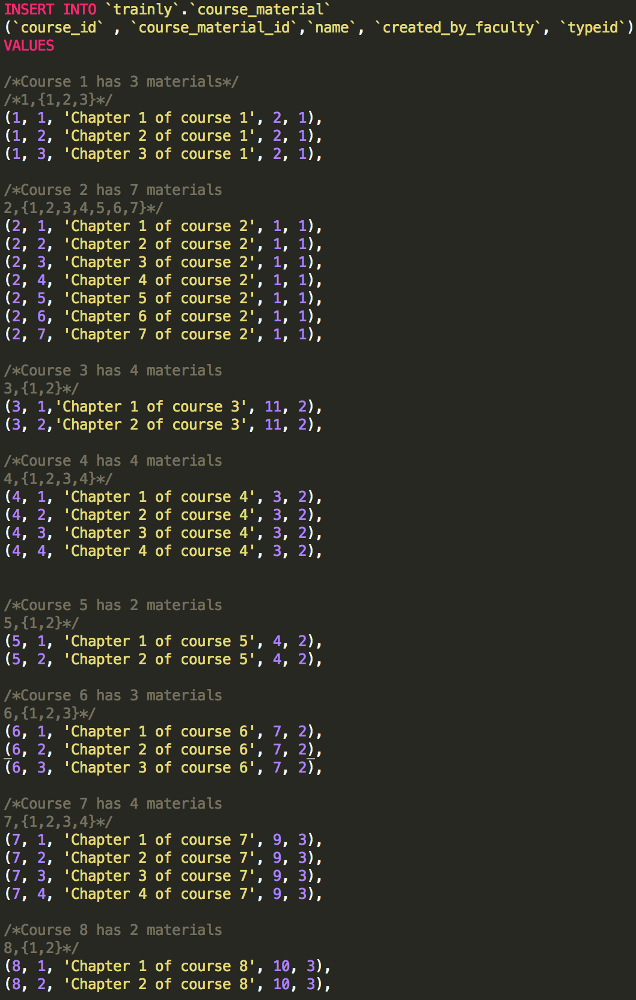 INSERT INTO `trainly`.`course_material`
(`course_id` , `course_material_id`,`name`, `created_by_faculty`, `typeid`)
VALUES
/*Course 1 has 3 materials*/
/*1,{1,2,3}*/
(1, 1, 'Chapter 1 of course 1', 2, 1),
(1, 2, 'Chapter 2 of course 1', 2, 1),
(1, 3, 'Chapter 3 of course 1', 2, 1),
/*Course 2 has 7 materials
2,{1,2,3,4,5,6,7}*/
(2, 1, 'Chapter 1 of course 2', 1, 1),
(2, 2, 'Chapter 2 of course 2', 1, 1),
(2, 3, 'Chapter 3 of course 2', 1, 1),
(2, 4, 'Chapter 4 of course 2', 1, 1),
(2, 5, 'Chapter 5 of course 2', 1, 1),
(2, 6, 'Chapter 6 of course 2', 1, 1),
(2, 7, 'Chapter 7 of course 2', 1, 1),
/*Course 3 has 4 materials
3,{1,2}*/
(3, 1,'Chapter 1 of course 3', 11, 2),
(3, 2,'Chapter 2 of course 3', 11, 2),
/*Course 4 has 4 materials
4,{1,2,3,4}*/
(4, 1, 'Chapter 1 of course 4', 3, 2),
(4, 2, 'Chapter 2 of course 4', 3, 2),
(4, 3, 'Chapter 3 of course 4', 3, 2),
(4, 4, 'Chapter 4 of course 4', 3, 2),
/*Course 5 has 2 materials
5,{1,2}*/
(5, 1, 'Chapter 1 of course 5', 4, 2),
(5, 2, 'Chapter 2 of course 5', 4, 2),
/*Course 6 has 3 materials
6,{1,2,3}*/
(6, 1, 'Chapter 1 of course 6', 7, 2),
(6, 2, 'Chapter 2 of course 6', 7, 2),
(6, 3, 'Chapter 3 of course 6', 7, 2),
/*Course 7 has 4 materials
7,{1,2,3,4}*/
(7, 1, 'Chapter 1 of course 7', 9, 3),
(7, 2, 'Chapter 2 of course 7', 9, 3),
(7, 3, 'Chapter 3 of course 7', 9, 3),
(7, 4, 'Chapter 4 of course 7', 9, 3),
/*Course 8 has 2 materials
8,{1,2}*/
(8, 1, 'Chapter 1 of course 8', 10, 3),
(8, 2, 'Chapter 2 of course 8', 10, 3),